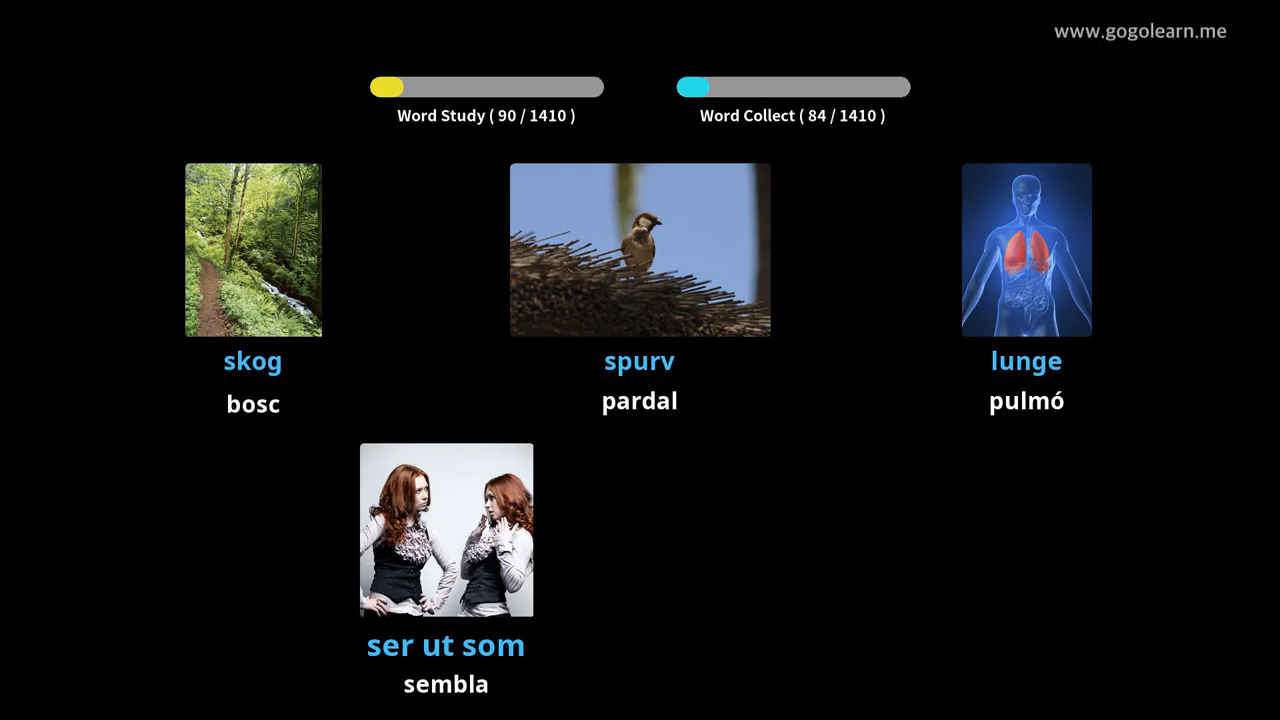 www.gogolearn.me
Word Study ( 90 / 1410 )
Word Collect ( 84 / 1410 )
skog
spurv
lunge
bosc
pardal
pulmó
ser ut som
sembla